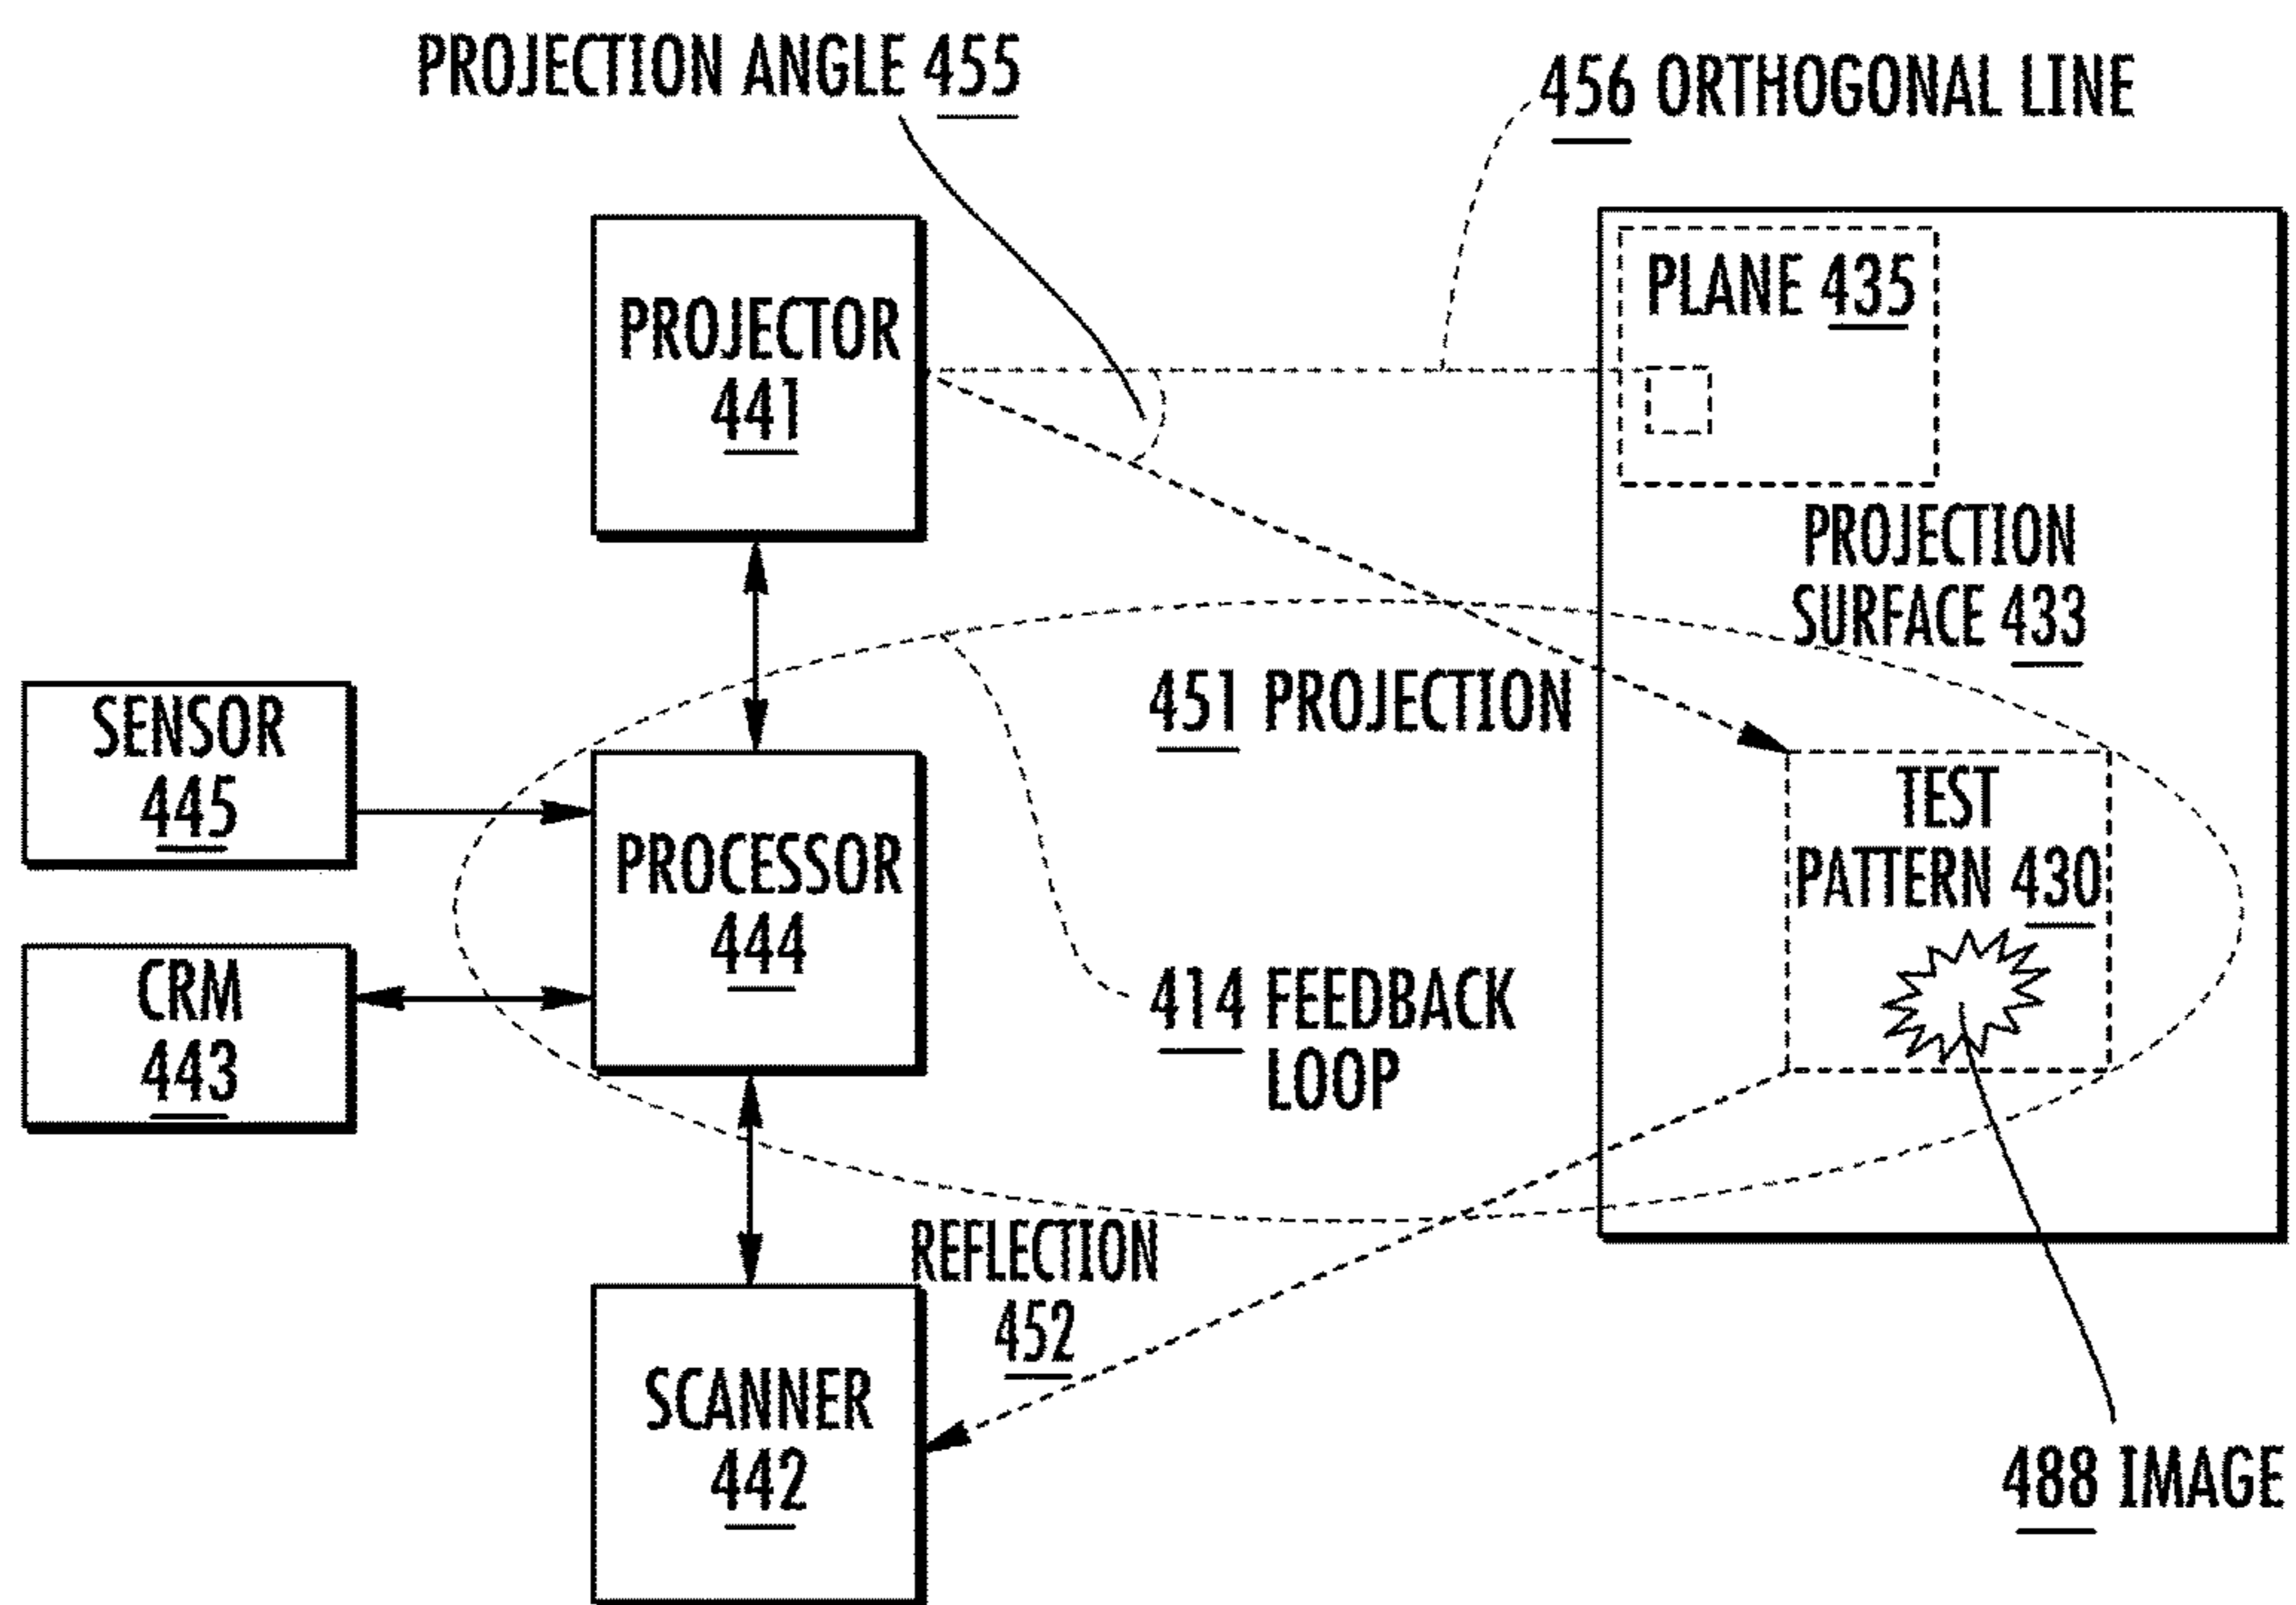 PROJECTION ANGLE 455
456 ORTHOGONAL LINE
PROJECTOR
441
PLANE 435
PROJECTION
SURFACE 433
451 PROJECTION
SENSOR
445
PROCESSOR
444
TEST
PATTERN 430
CRM
443
414 FEEDBACK
LOOP
REFLECTION
452
SCANNER
442
488 IMAGE